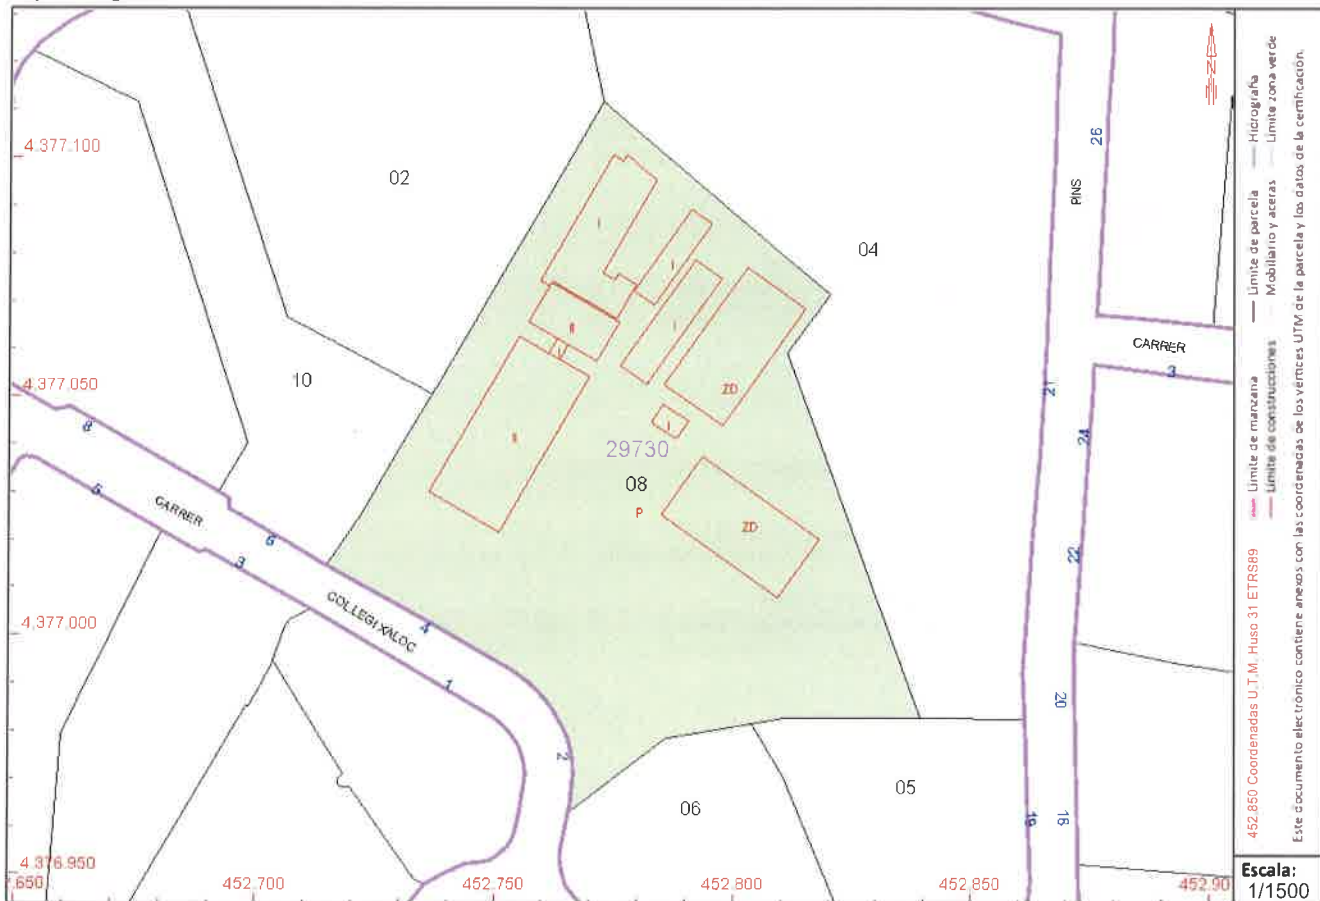 4.377.100
02
26
PINS
04
I
I
I
II
V
CARRER
3
10
4.377.050
21
ZD
8
I
II
24
29730
5
08
CARRER
P
ZD
6
22
3
COLLEGI XALOC
4.377.000
4
1
20
2
05
06
19
18
4.376.950
.650
452.700
452.750
452.800
452.850
452.90
452.850 Coordenadas U.T.M. Huso 31 ETRS89
Límite de manzana
Límite de parcela
Hidrografía
Límite de construcciones
Mobiliario y aceras
Límite zona verde
Este documento electrónico contiene anexos con las coordenadas de los vértices UTM de la parcela y los datos de la certificación.
Escala:
1/1500